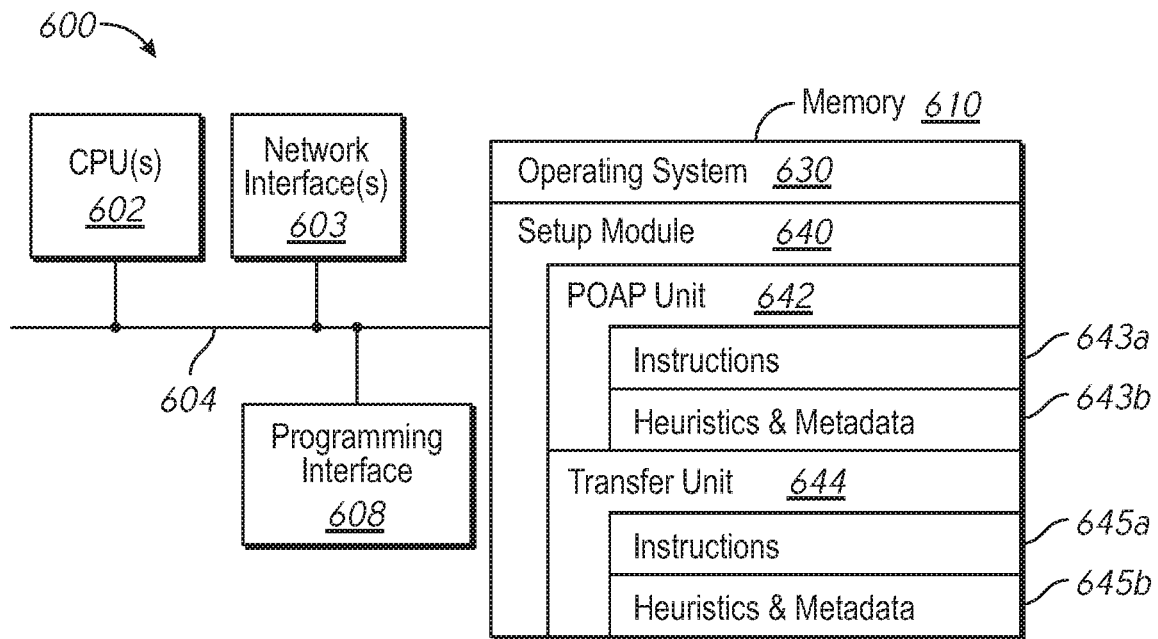 600
CPU(s)
602
Network
Interface(s)
603
604
Programming
Interface
608
Memory 610
Operating System 630
Setup Module 640
POAP Unit 642
Instructions
643a
Heuristics & Metadata
643b
Transfer Unit 644
Instructions
645a
Heuristics & Metadata
645b